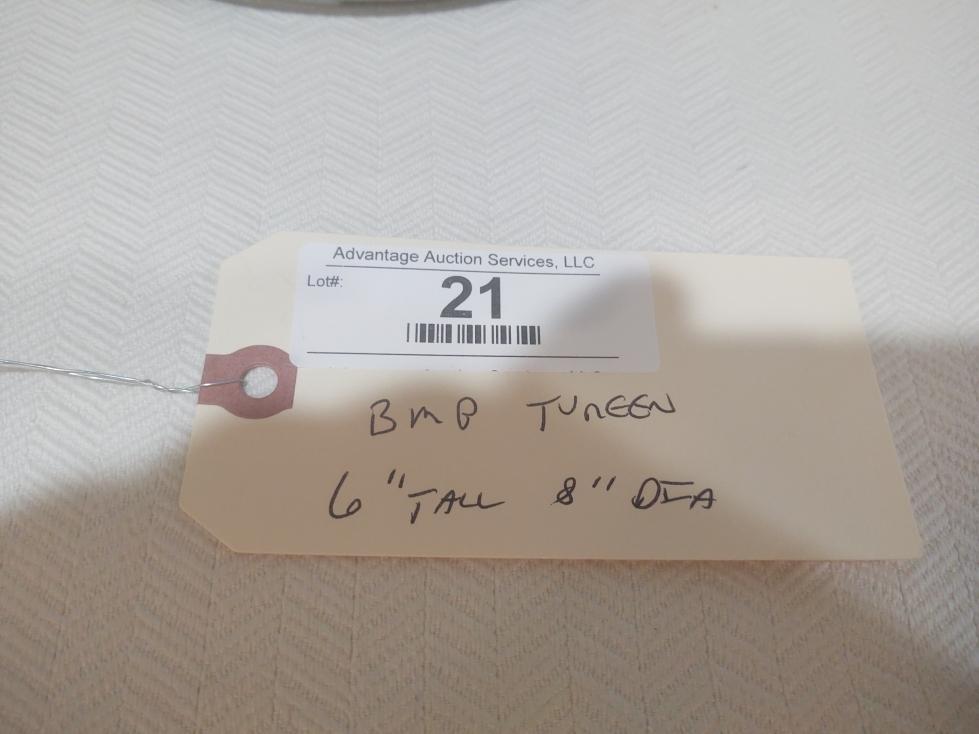 Advantage Auction Services, LLC
Lot#:
21
BMP TUREEN
6" TALL 8" DIA